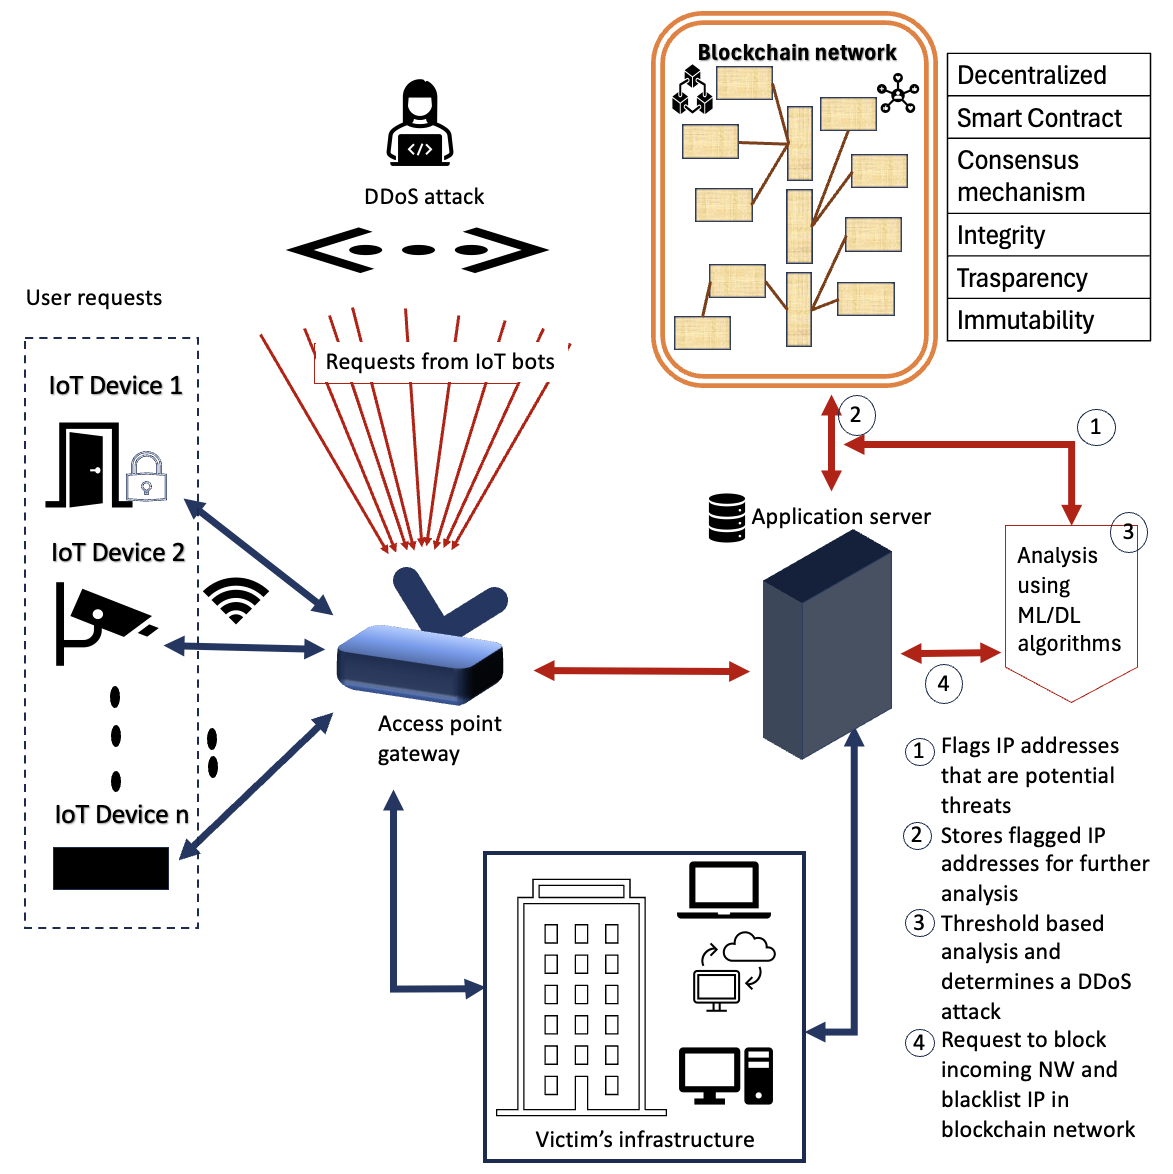 Blockchain network
Decentralized
Smart Contract
Consensus
mechanism
Integrity
Trasparency
Immutability
</>
DDoS attack
User requests
Requests from IoT bots
IoT Device 1
IoT Device 2
IoT Device n
Access point
gateway
2
1
Application server
3
Analysis
using
ML/DL
algorithms
4
1 Flags IP addresses
that are potential
threats
2 Stores flagged IP
addresses for further
analysis
3 Threshold based
analysis and
determines a DDoS
attack
4 Request to block
incoming NW and
blacklist IP in
blockchain network
Victim's infrastructure